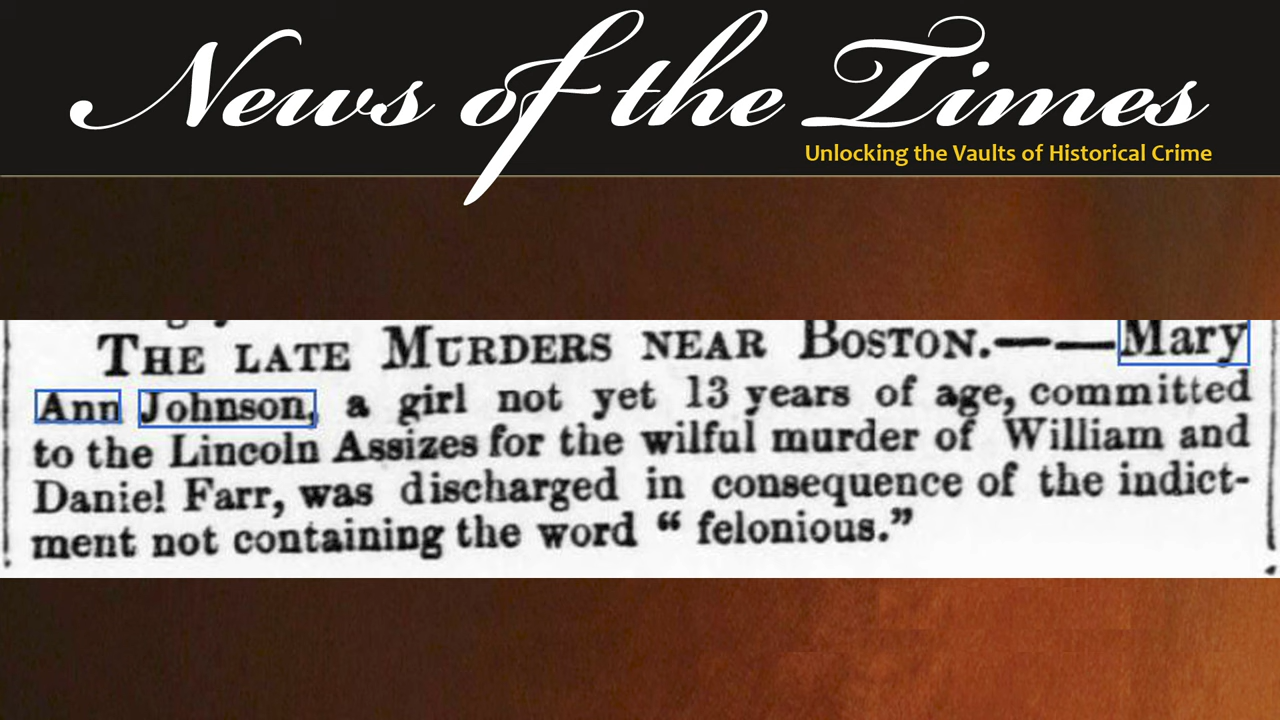 News of the Times
Unlocking the Vaults of Historical Crime
THE LATE MURDERS NEAR BOSTON.——Mary
Ann Johnson, a girl not yet 13 years of age, committed
to the Lincoln Assizes for the wilful murder of William and
Daniel Farr, was discharged in consequence of the indict-
ment not containing the word “ felonious.”